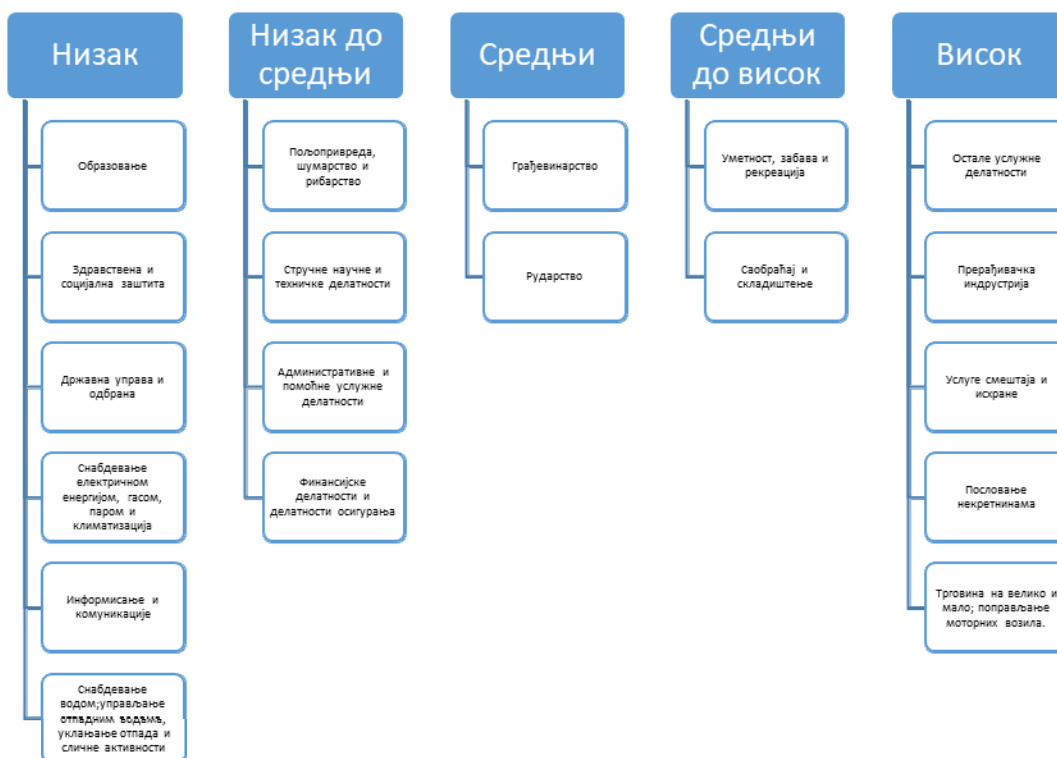 Низак
Образовање
Здравствена и
социјална заштита
Државна управа и
одбрана
Снабдевање
електричном
енергијом, гасом,
паром и
климатизација
Информисање и
комуникације
Снабдевање
водом;управљање
отпадним водама,
уклањање отпада и
сличне активности
Низак до
средњи
Пољопривреда,
шумарство и
рибарство
Стручне научне и
техничке делатности
Административне и
помоћне услужне
делатности
Финансијске
делатности и
делатности осигурања
Средњи
Грађевинарство
Рударство
Средњи
до висок
Уметност, забава и
рекреација
Саобраћај и
складиштење
Висок
Остале услужне
делатности
Прерађивачка
индрустрија
Услуге смештаја и
исхране
Пословање
некретнинама
Трговина на велико и
мало; поправљање
моторних возила.